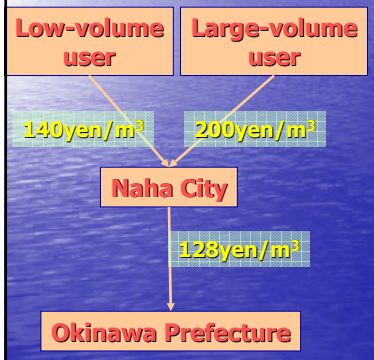 Low-volume
user
Large-volume
user
140yen/m³
200yen/m³
Naha City
128yen/m³
Okinawa Prefecture